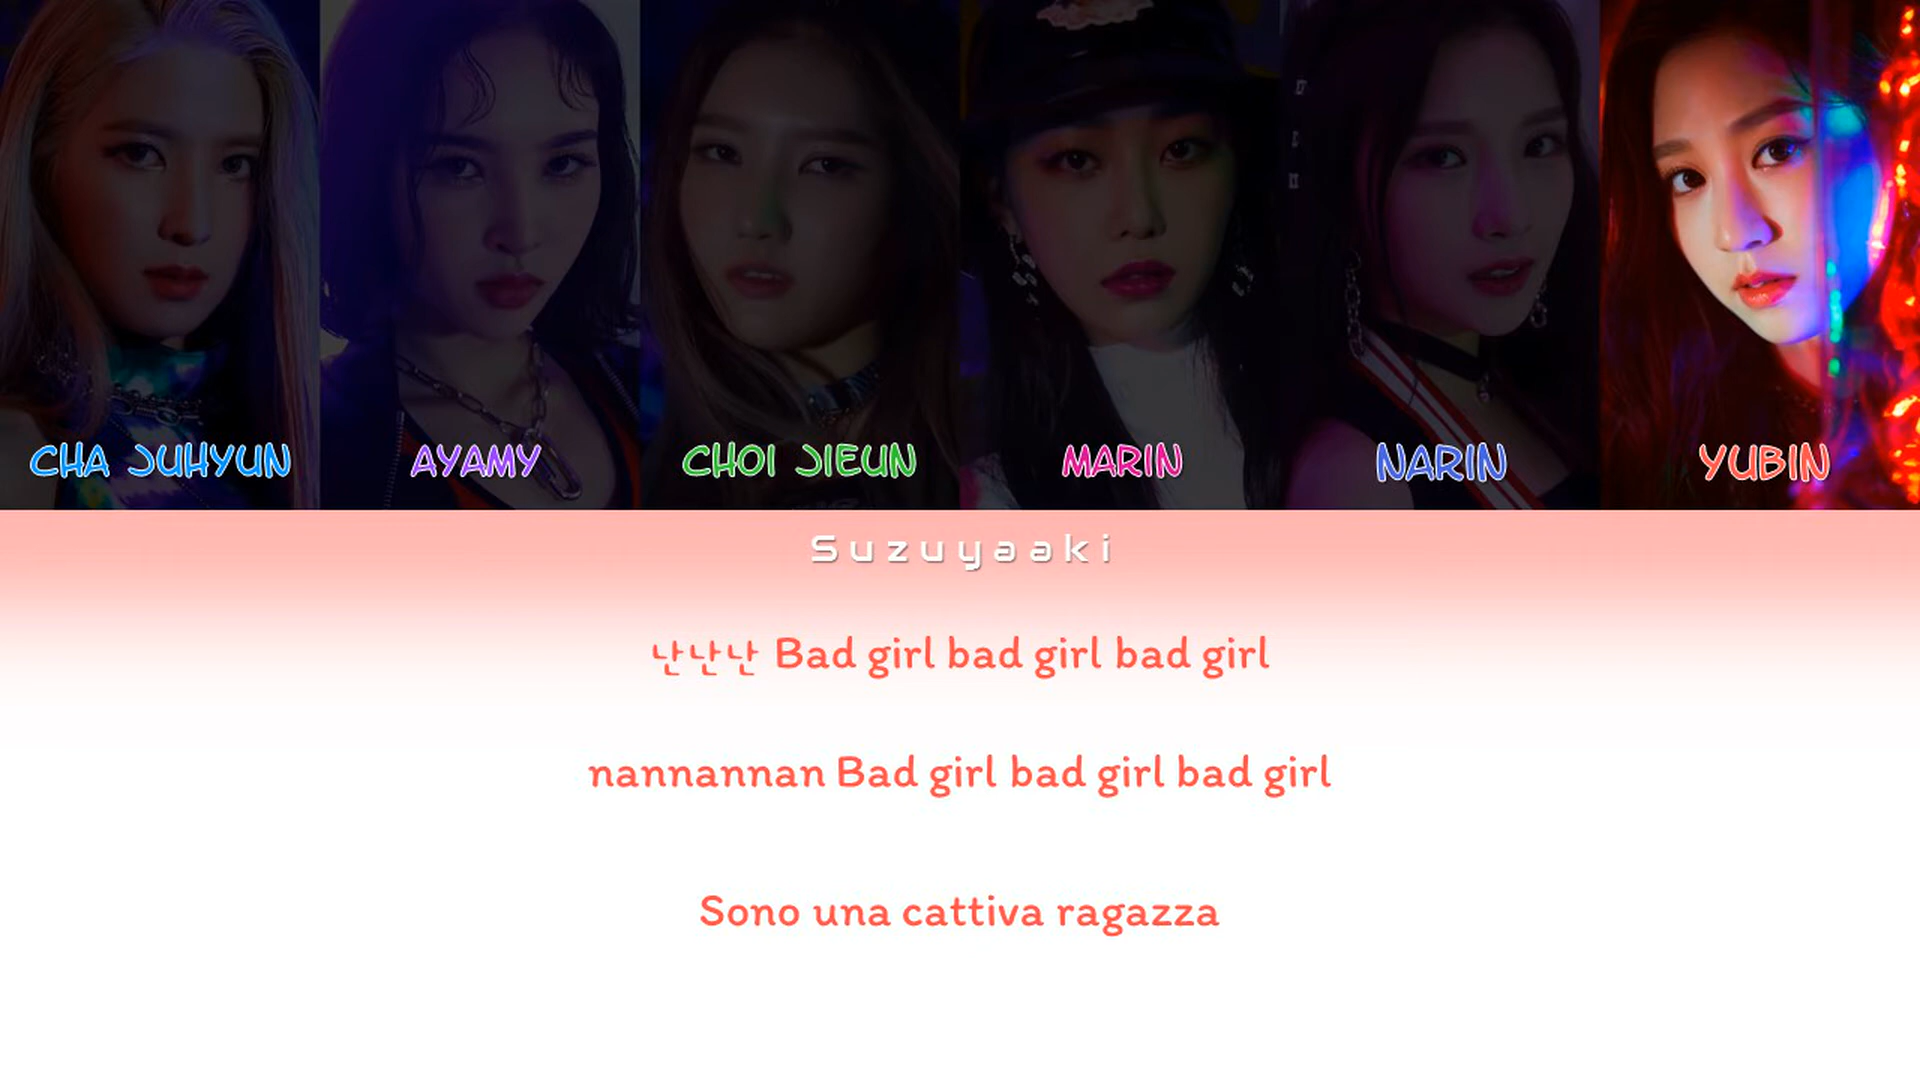 CHA JUHYUN
AYAMY
CHOI JIEUN
MARIN
NARIN
YUBIN
Suzuyaaki
난난난 Bad girl bad girl bad girl
nannannan Bad girl bad girl bad girl
Sono una cattiva ragazza